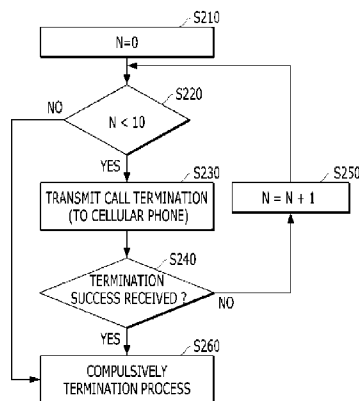 S210
N=0
S220
NO
N < 10
YES
S230
TRANSMIT CALL TERMINATION
(TO CELLULAR PHONE)
S250
N = N + 1
S240
TERMINATION
SUCCESS RECEIVED ?
NO
YES
S260
COMPULSIVELY
TERMINATION PROCESS